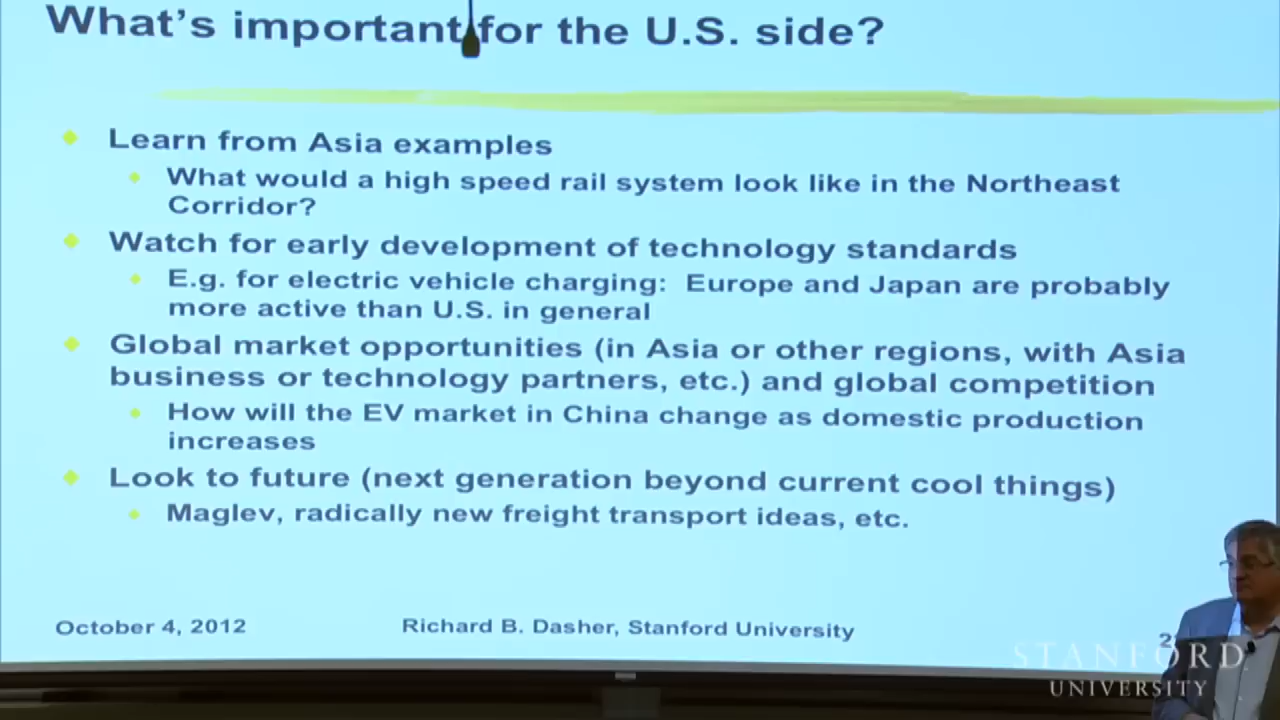 What's important for the U.S. side?
Learn from Asia examples
What would a high speed rail system look like in the Northeast
Corridor?
Watch for early development of technology standards
E.g. for electric vehicle charging: Europe and Japan are probably
more active than U.S. in general
Global market opportunities (in Asia or other regions, with Asia
business or technology partners, etc.) and global competition
How will the EV market in China change as domestic production
increases
Look to future (next generation beyond current cool things)
Maglev, radically new freight transport ideas, etc.
October 4, 2012
Richard B. Dasher, Stanford University
STANFORD
UNIVERSITY